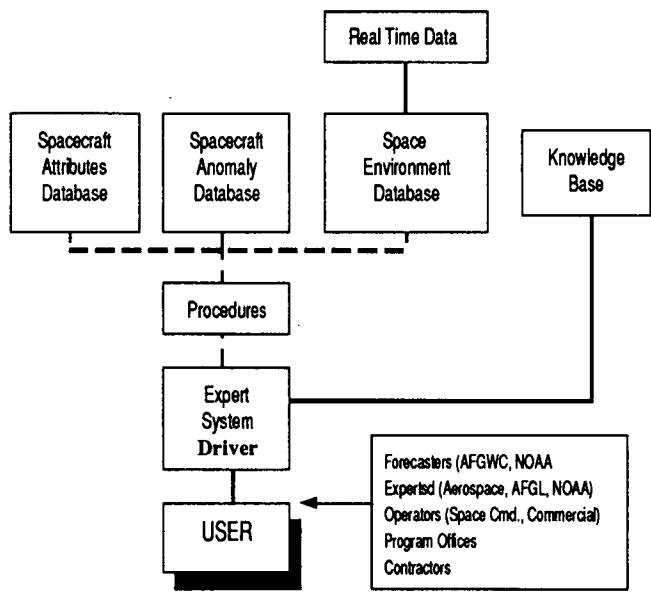 Real Time Data
Spacecraft
Attributes
Database
Spacecraft
Anomaly
Database
Space
Environment
Database
Knowledge
Base
Procedures
Expert
System
Driver
Forecasters (AFGWC, NOAA
Expertsd (Aerospace, AFGL, NOAA)
Operators (Space Cmd., Commercial)
Program Offices
Contractors
USER